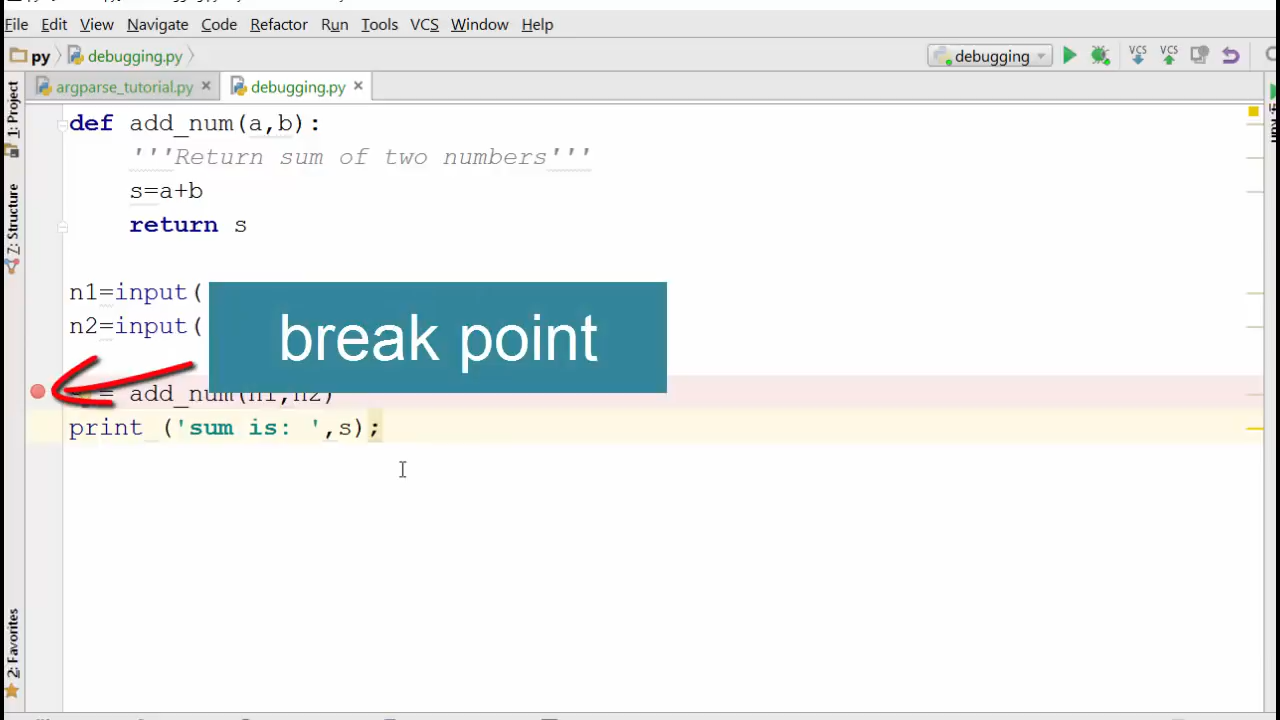 File Edit View Navigate Code Refactor Run Tools VCS Window Help
py debugging.py debugging VCS VCS
argparse_tutorial.py debugging.py
1: Project
Z: Structure
2: Favorites
def add_num(a,b):
'''Return sum of two numbers'''
s=a+b
return s
n1=input(
n2=input(
break point
= add_num(n1,n2)
print ('sum is: ',s);